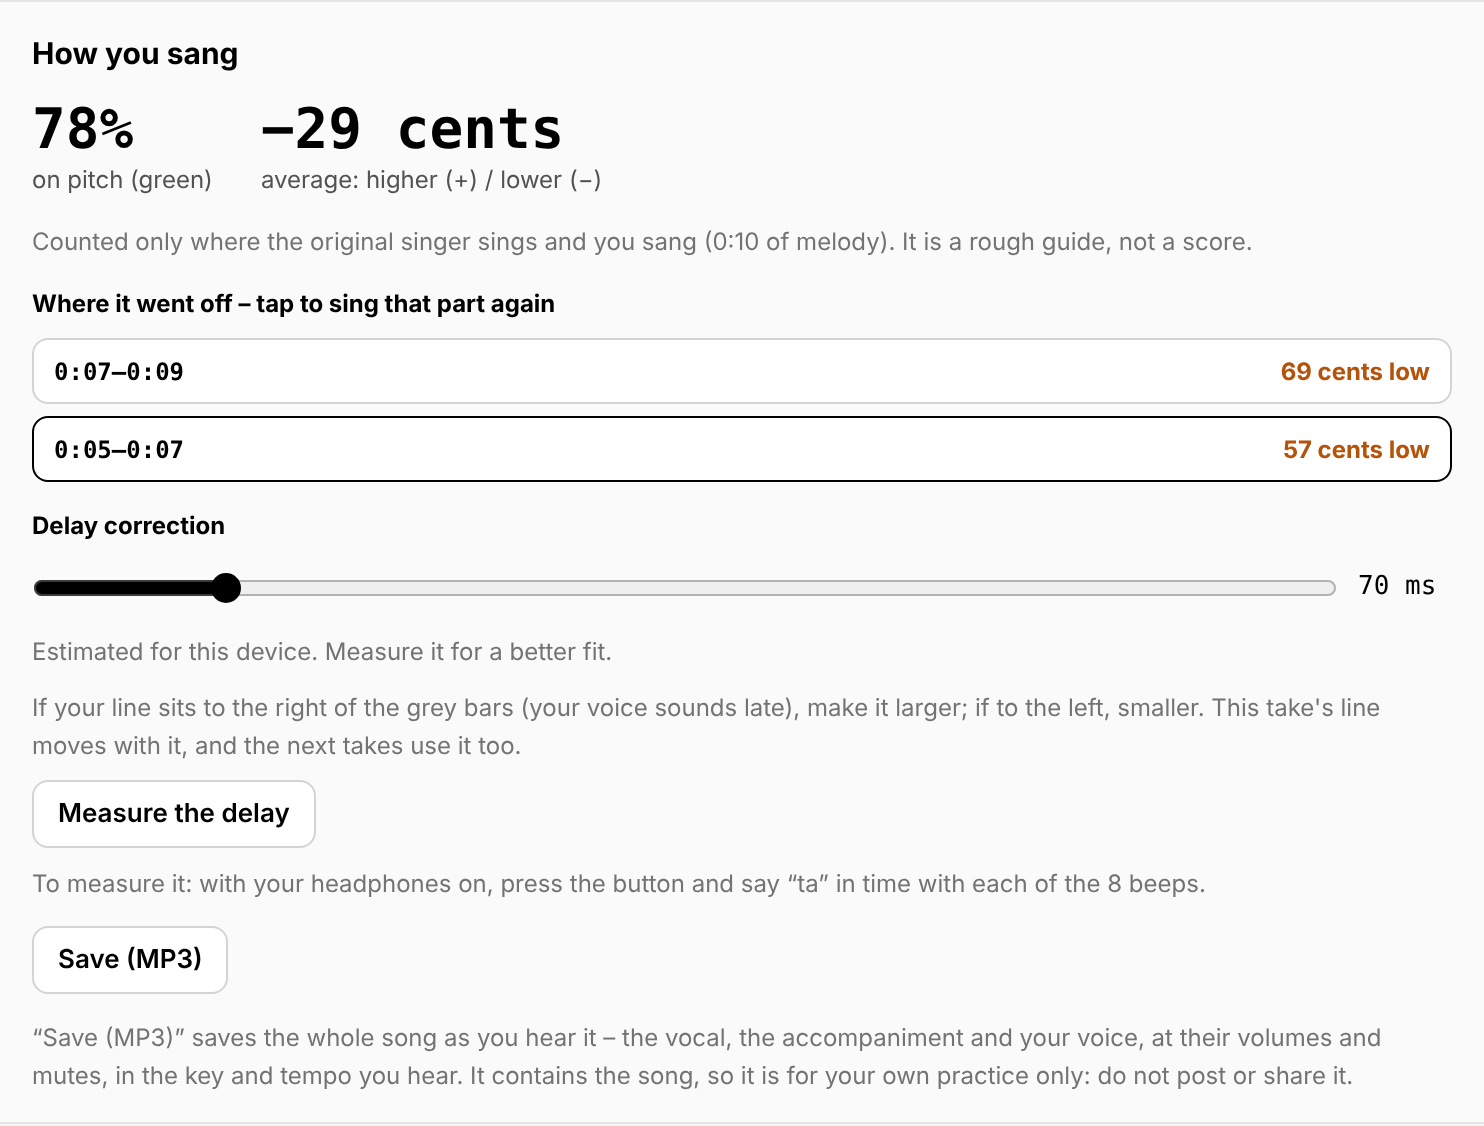 How you sang
78%
−29 cents
on pitch (green)
average: higher (+) / lower (−)
Counted only where the original singer sings and you sang (0:10 of melody). It is a rough guide, not a score.
Where it went off – tap to sing that part again
0:07–0:09
69 cents low
0:05–0:07
57 cents low
Delay correction
70 ms
Estimated for this device. Measure it for a better fit.
If your line sits to the right of the grey bars (your voice sounds late), make it larger; if to the left, smaller. This take's line
moves with it, and the next takes use it too.
Measure the delay
To measure it: with your headphones on, press the button and say “ta” in time with each of the 8 beeps.
Save (MP3)
“Save (MP3)” saves the whole song as you hear it – the vocal, the accompaniment and your voice, at their volumes and
mutes, in the key and tempo you hear. It contains the song, so it is for your own practice only: do not post or share it.